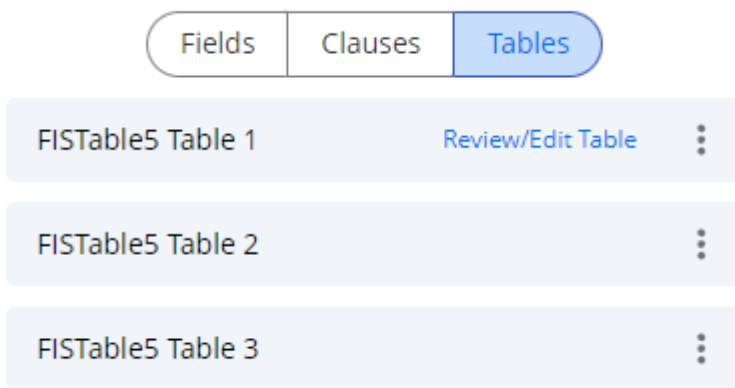 Fields Clauses Tables
FISTable5 Table 1 Review/Edit Table
FISTable5 Table 2
FISTable5 Table 3